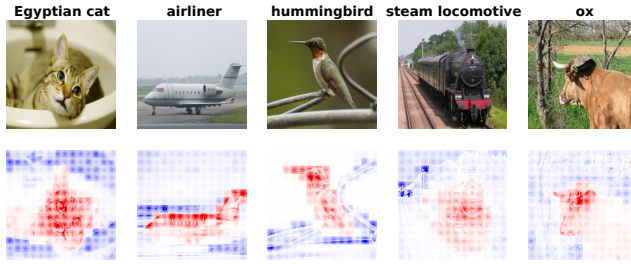 Egyptian cat
airliner
hummingbird
steam locomotive
ox